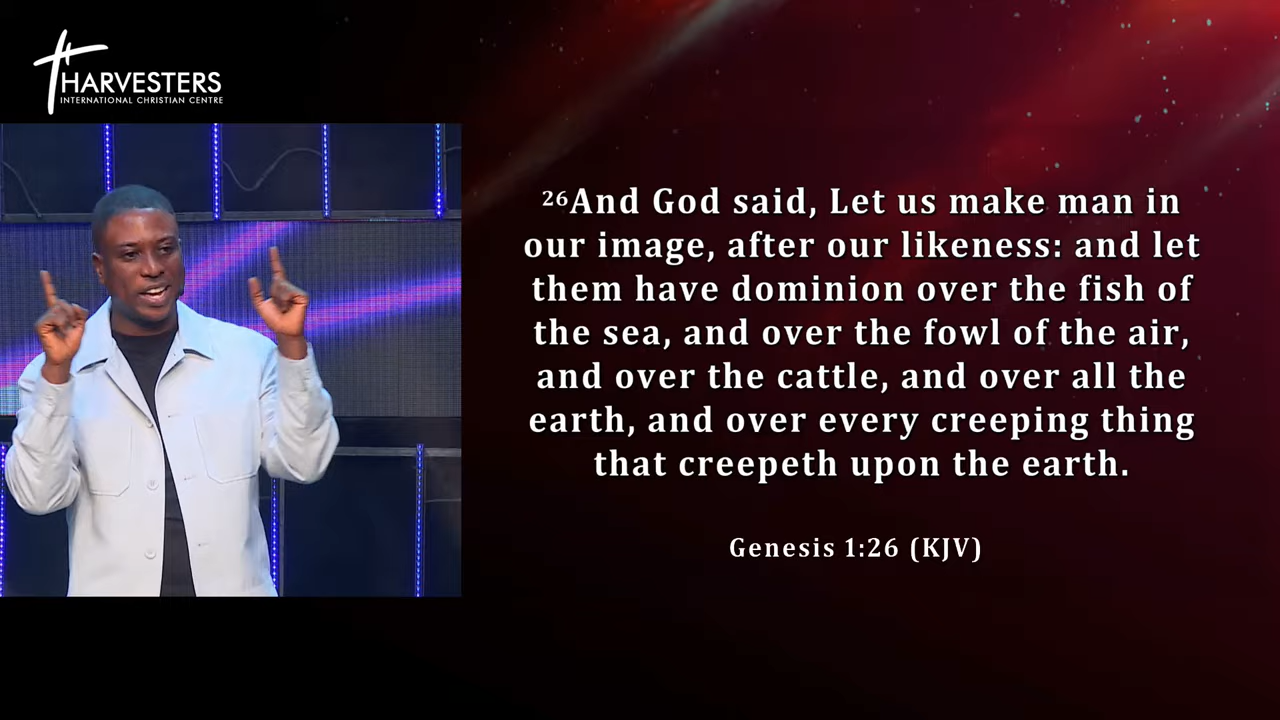 HARVESTERS
INTERNATIONAL CHRISTIAN CENTRE
²⁶And God said, Let us make man in
our image, after our likeness: and let
them have dominion over the fish of
the sea, and over the fowl of the air,
and over the cattle, and over all the
earth, and over every creeping thing
that creepeth upon the earth.
Genesis 1:26 (KJV)